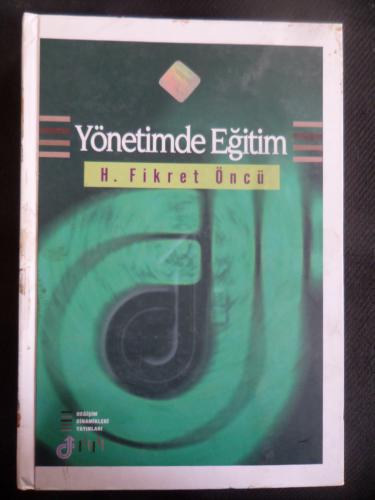 Yönetimde Eğitim
H. Fikret Öncü
DEĞİŞİM
DİNAMİKLERİ
YAYINLARI